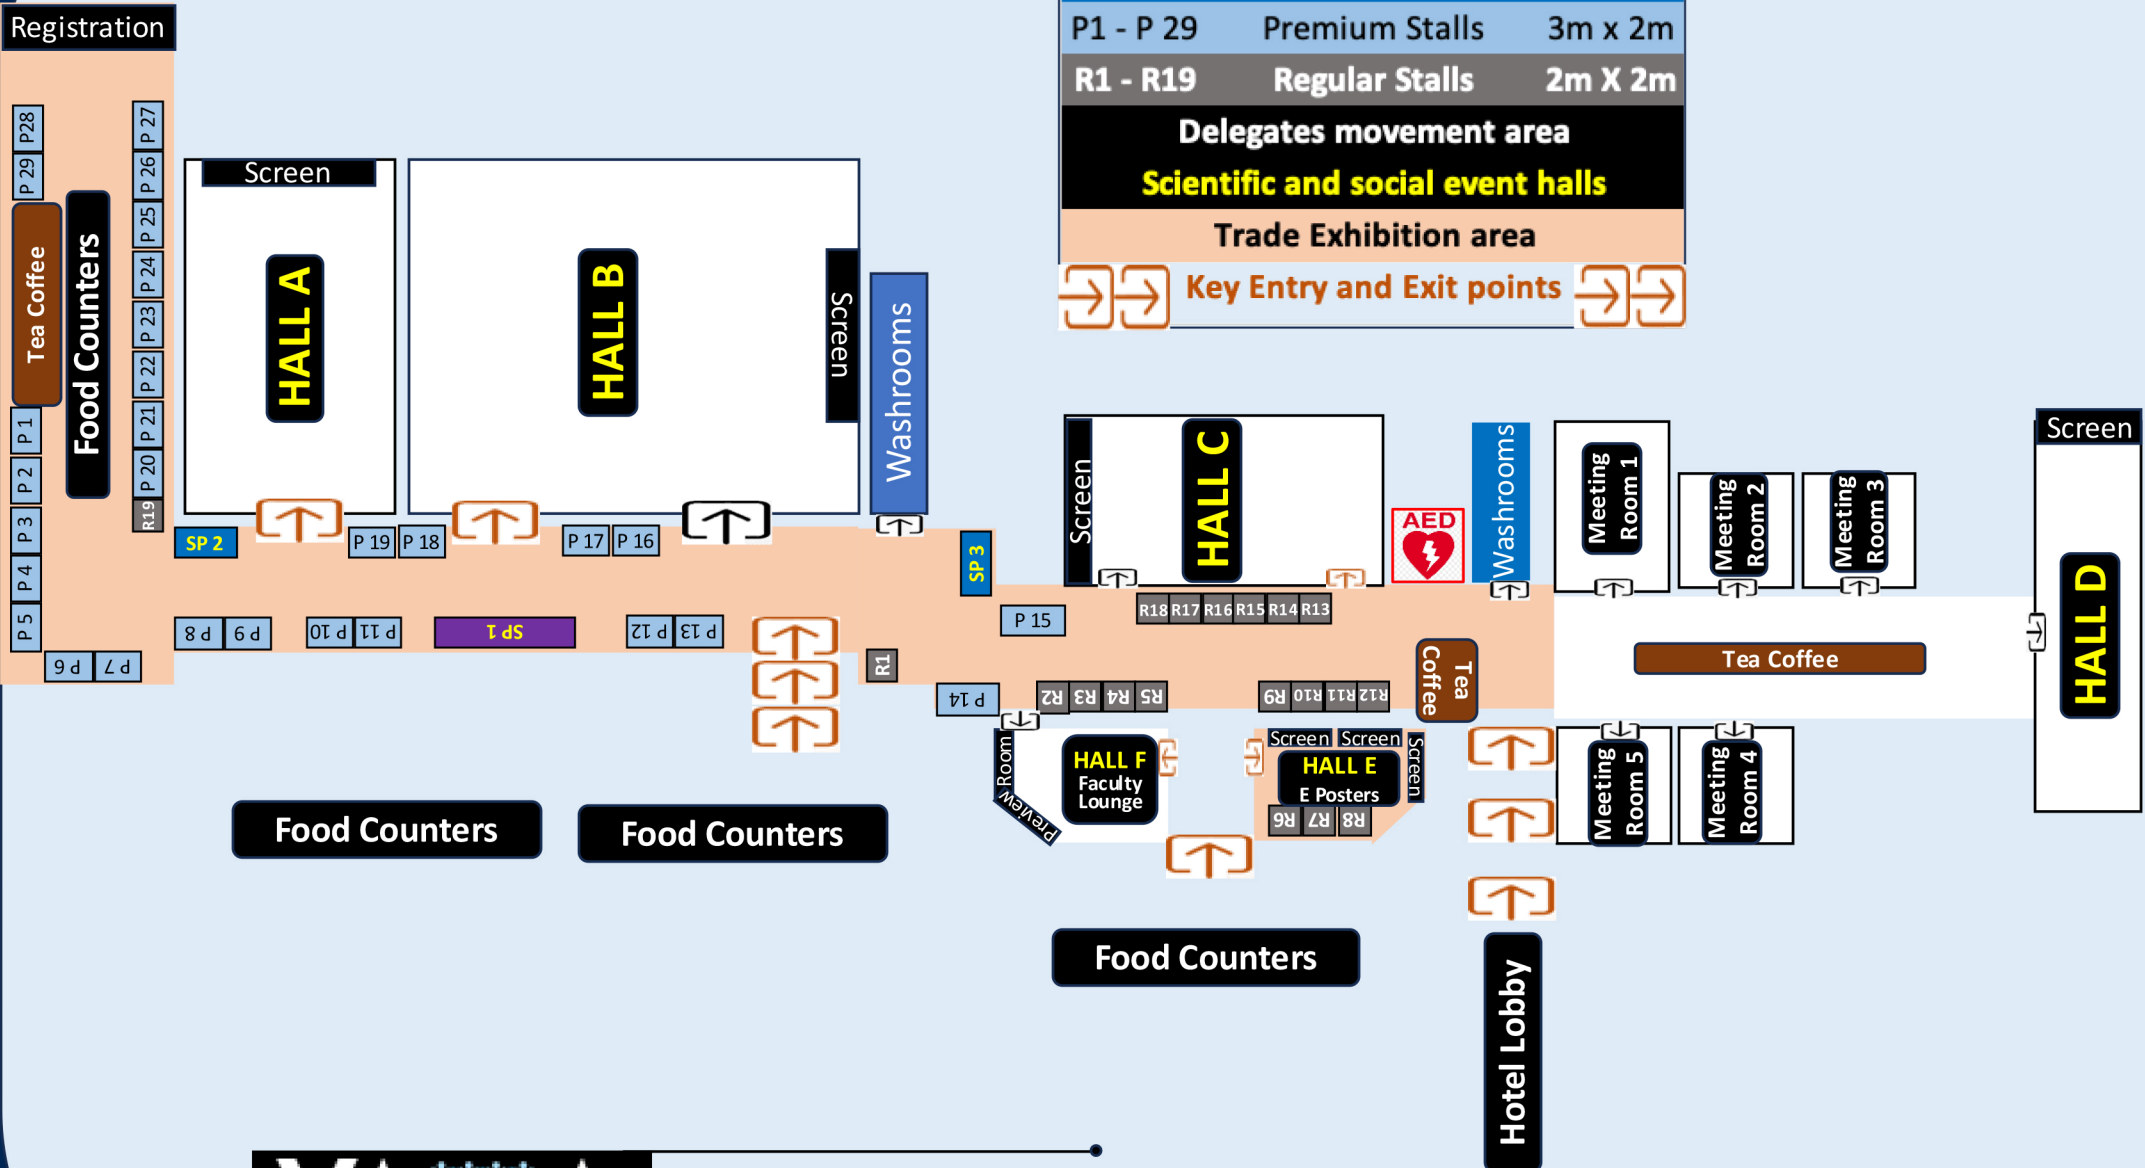 Registration
P1 - P 29 Premium Stalls 3m x 2m
R1 - R19 Regular Stalls 2m X 2m
Delegates movement area
Scientific and social event halls
Trade Exhibition area
Key Entry and Exit points
P28
P 29
Tea Coffee
Food Counters
P 1
P 2
P 3
P 4
P 5
P 6
P 7
P 27
P 26
P 25
P 24
P 23
P 22
P 21
P 20
R19
Screen
HALL A
HALL B
Screen
Washrooms
SP 2
P 19
P 18
P 17
P 16
SP 3
P 8
P 9
P 10
P 11
SP 1
P 12
P 13
R1
P 14
P 15
Screen
HALL C
AED
Washrooms
R18
R17
R16
R15
R14
R13
R2
R3
R4
R5
R9
R10
R11
R12
Tea
Coffee
Meeting
Room 1
Meeting
Room 2
Meeting
Room 3
Tea Coffee
Screen
HALL D
Meeting
Room 5
Meeting
Room 4
Preview Room
HALL F
Faculty
Lounge
Screen
Screen
Screen
HALL E
E Posters
R6
R7
R8
Food Counters
Food Counters
Food Counters
Hotel Lobby